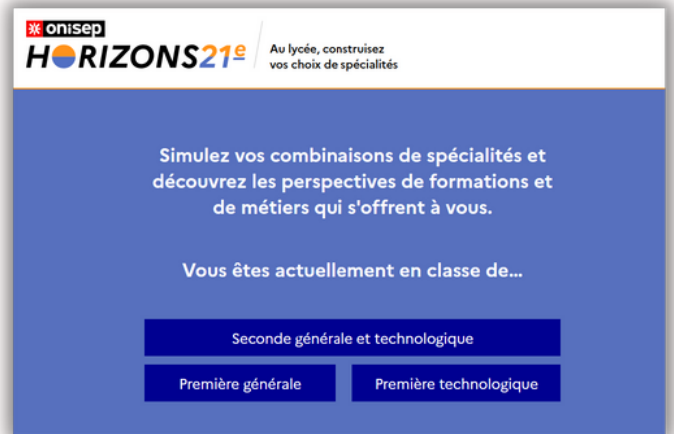 onisep
HORIZONS21e
Au lycée, construisez
vos choix de spécialités
Simulez vos combinaisons de spécialités et
découvrez les perspectives de formations et
de métiers qui s'offrent à vous.
Vous êtes actuellement en classe de...
Seconde générale et technologique
Première générale
Première technologique